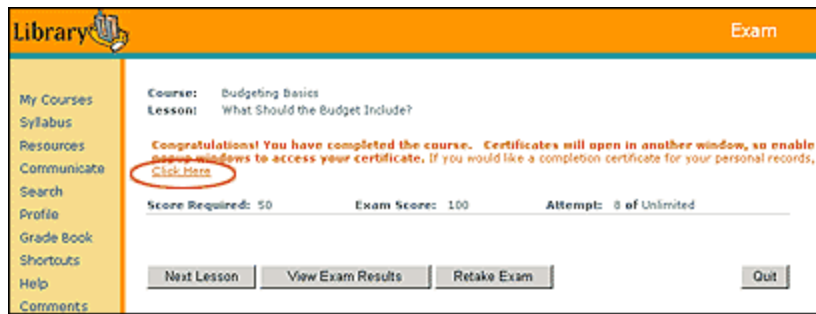 Library
Exam
My Courses
Syllabus
Resources
Communicate
Search
Profile
Grade Book
Shortcuts
Help
Comments
Course: Budgeting Basics
Lesson: What Should the Budget Include?
Congratulations! You have completed the course. Certificates will open in another window, so enable
popup windows to access your certificate. If you would like a completion certificate for your personal records,
Click Here
Score Required: 50 Exam Score: 100 Attempt: 8 of Unlimited
Next Lesson View Exam Results Retake Exam Quit